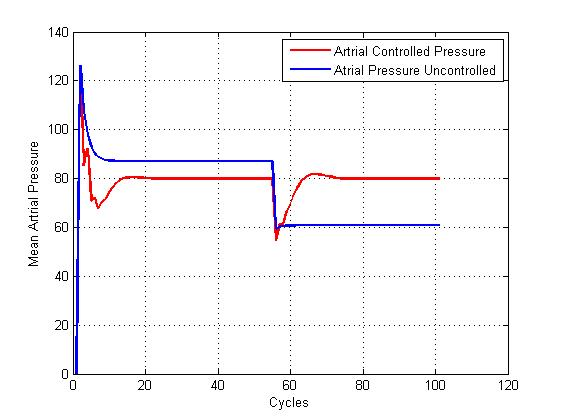 140
120
100
80
60
40
20
0
Mean Artrial Pressure
Artrial Controlled Pressure
Atrial Pressure Uncontrolled
0 20 40 60 80 100 120
Cycles